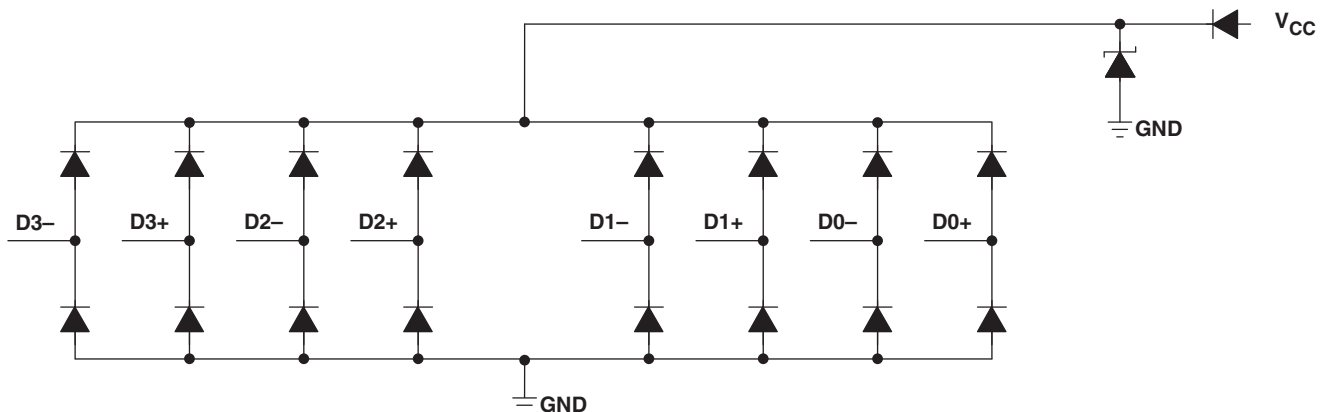 VCC
GND
D3– D3+ D2– D2+ D1– D1+ D0– D0+
GND